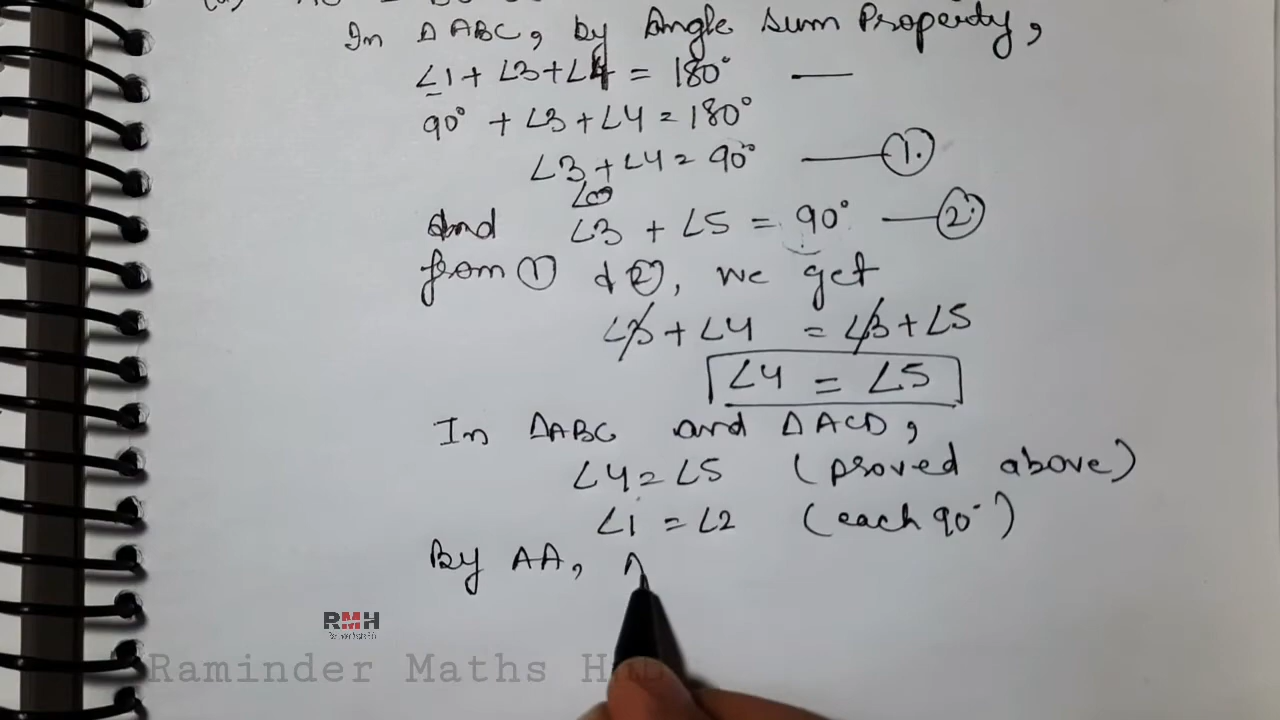 In ΔABC, by Angle Sum Property,
∠1 + ∠3 + ∠4 = 180° —
90° + ∠3 + ∠4 = 180°
∠3 + ∠4 = 90° — ①.
and ∠3 + ∠5 = 90° — ②
from ① & ②, we get
∠3 + ∠4 = ∠3 + ∠5
∠4 = ∠5
In ΔABC and ΔACD,
∠4 = ∠5 (proved above)
∠1 = ∠2 (each 90°)
By AA,
RMH
Raminder Maths Hub